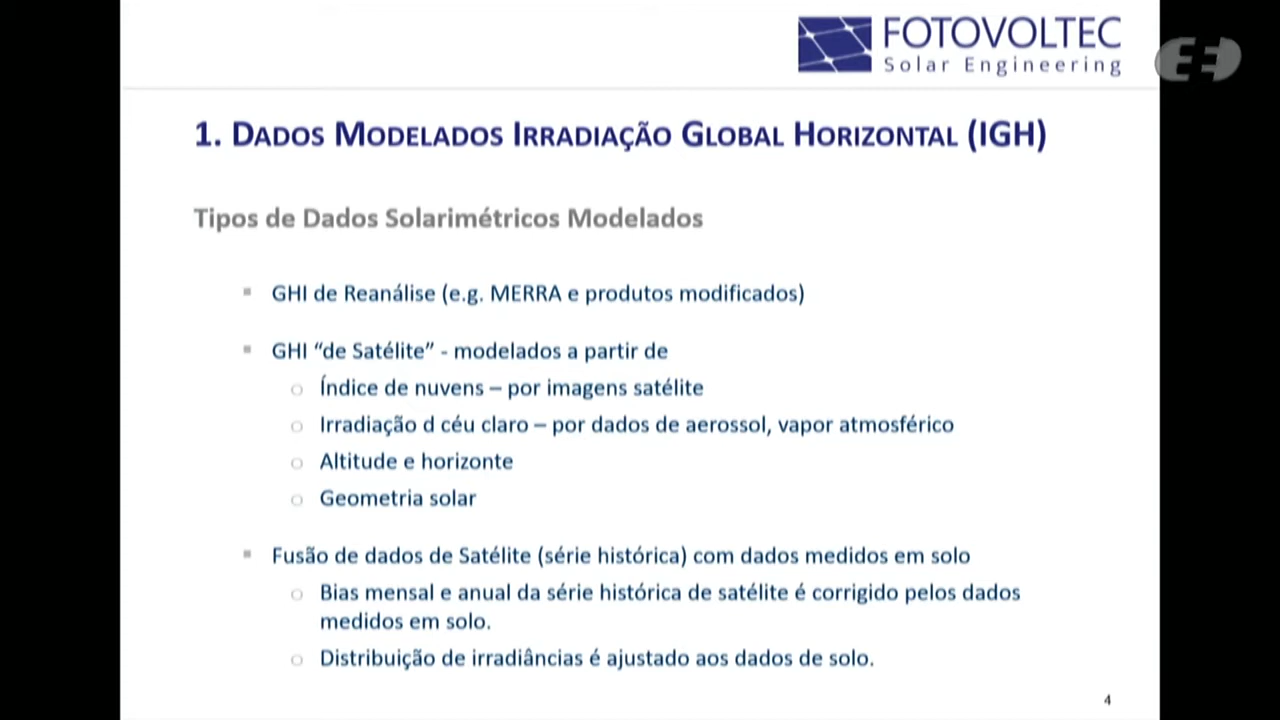 FOTOVOLTEC
Solar Engineering
1. Dados Modelados Irradiação Global Horizontal (IGH)
Tipos de Dados Solarimétricos Modelados
GHI de Reanálise (e.g. MERRA e produtos modificados)
GHI “de Satélite” - modelados a partir de
Índice de nuvens – por imagens satélite
Irradiação d céu claro – por dados de aerossol, vapor atmosférico
Altitude e horizonte
Geometria solar
Fusão de dados de Satélite (série histórica) com dados medidos em solo
Bias mensal e anual da série histórica de satélite é corrigido pelos dados
medidos em solo.
Distribuição de irradiâncias é ajustado aos dados de solo.
4